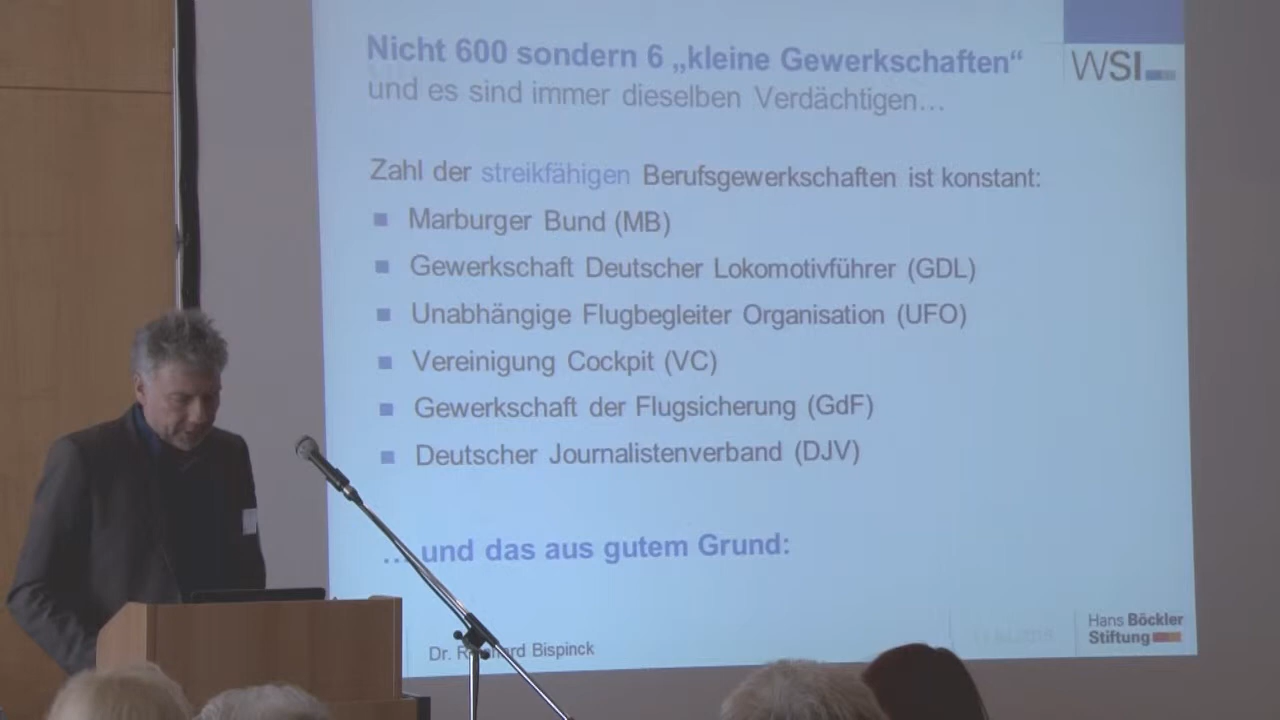 Nicht 600 sondern 6 „kleine Gewerkschaften“
und es sind immer dieselben Verdächtigen…
WSI
Zahl der streikfähigen Berufsgewerkschaften ist konstant:
Marburger Bund (MB)
Gewerkschaft Deutscher Lokomotivführer (GDL)
Unabhängige Flugbegleiter Organisation (UFO)
Vereinigung Cockpit (VC)
Gewerkschaft der Flugsicherung (GdF)
Deutscher Journalistenverband (DJV)
… und das aus gutem Grund:
Dr. Bispinck
Hans Böckler
Stiftung